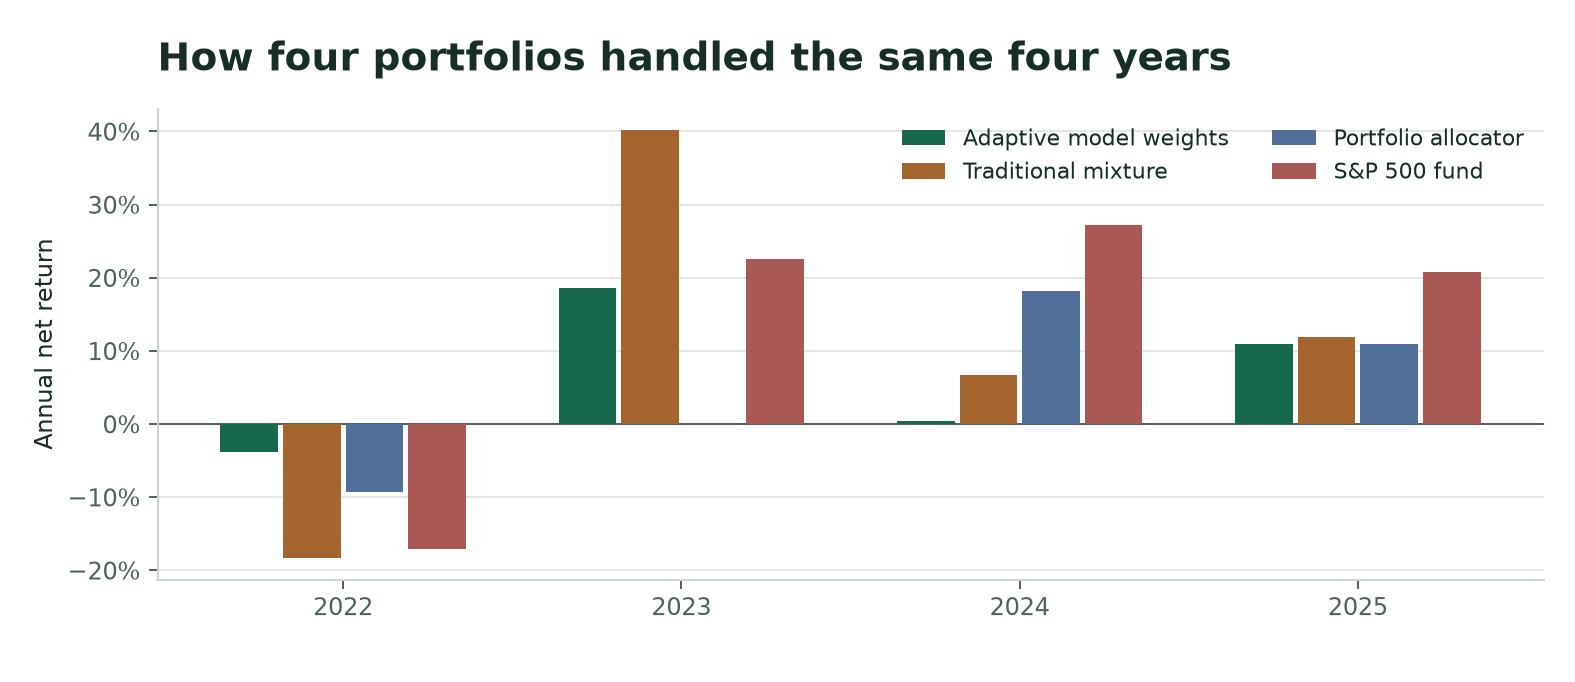 How four portfolios handled the same four years
Adaptive model weights
Traditional mixture
Portfolio allocator
S&P 500 fund
Annual net return
40%
30%
20%
10%
0%
−10%
−20%
2022
2023
2024
2025